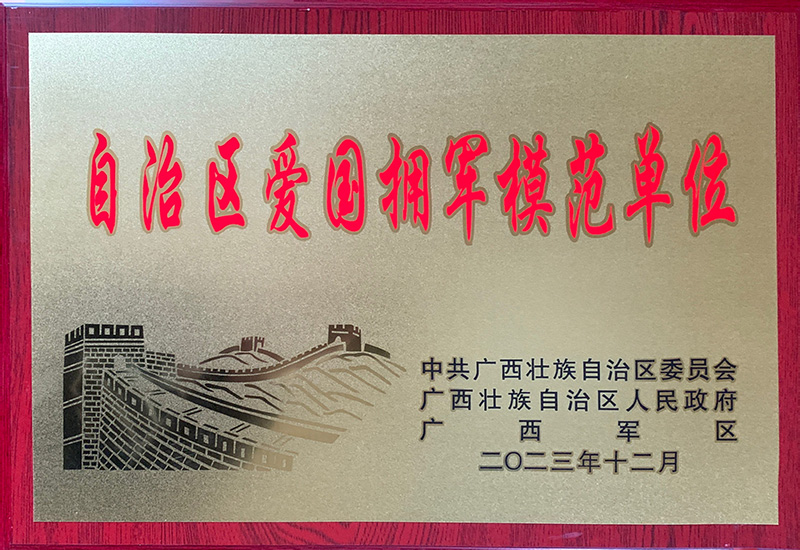 自治区爱国拥军模范单位
中共广西壮族自治区委员会
广西壮族自治区人民政府
广西军区
二〇二三年十二月